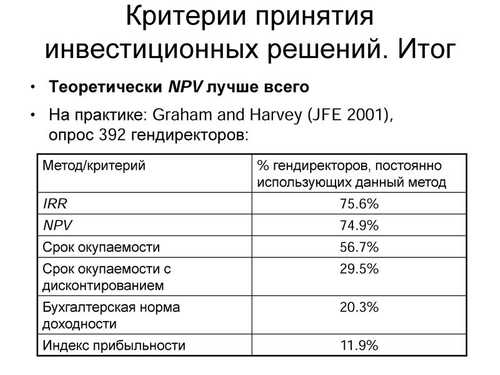 Критерии принятия
инвестиционных решений. Итог
• Теоретически NPV лучше всего
• На практике: Graham and Harvey (JFE 2001),
опрос 392 гендиректоров:
Метод/критерий
% гендиректоров, постоянно
использующих данный метод
IRR
75.6%
NPV
74.9%
Срок окупаемости
56.7%
Срок окупаемости с
дисконтированием
29.5%
Бухгалтерская норма
доходности
20.3%
Индекс прибыльности
11.9%